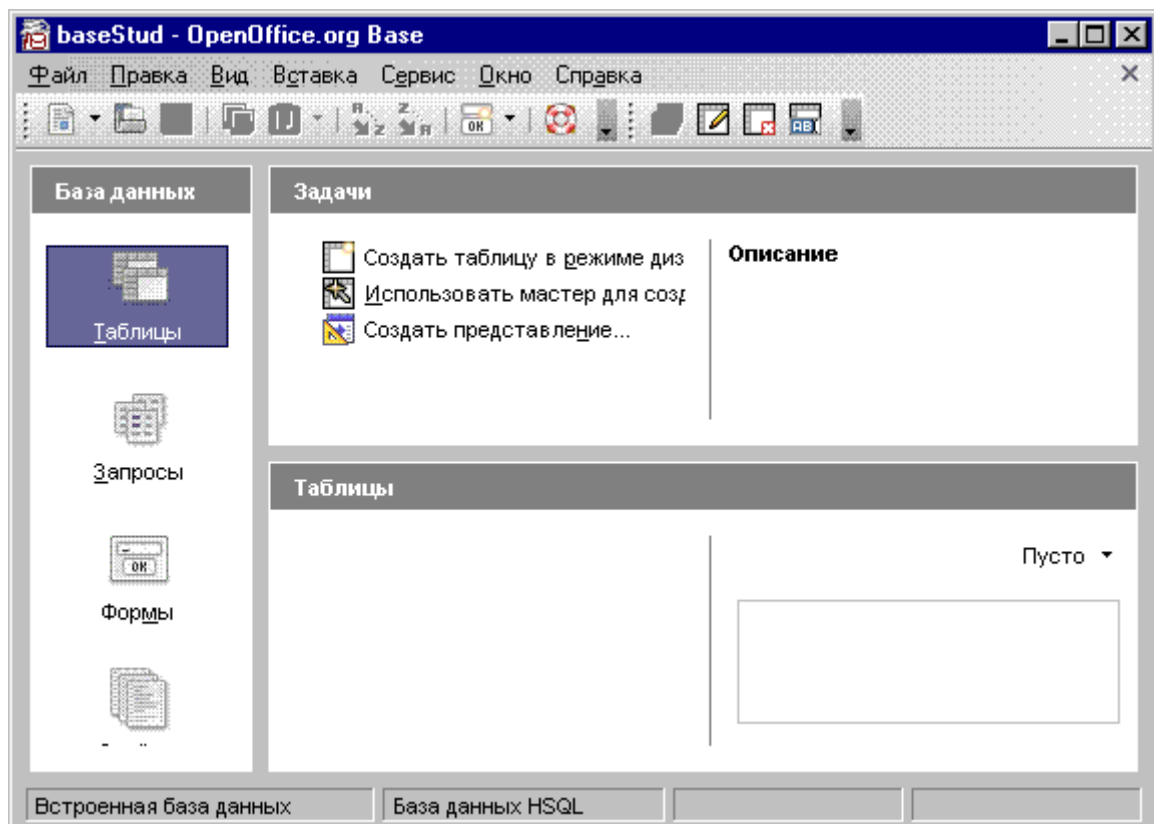 baseStud - OpenOffice.org Base
Файл Правка Вид Вставка Сервис Окно Справка
База данных
Задачи
Создать таблицу в режиме диз
Описание
Использовать мастер для созд
Создать представление...
Таблицы
Запросы
Таблицы
Пусто
Формы
Встроенная база данных
База данных HSQL